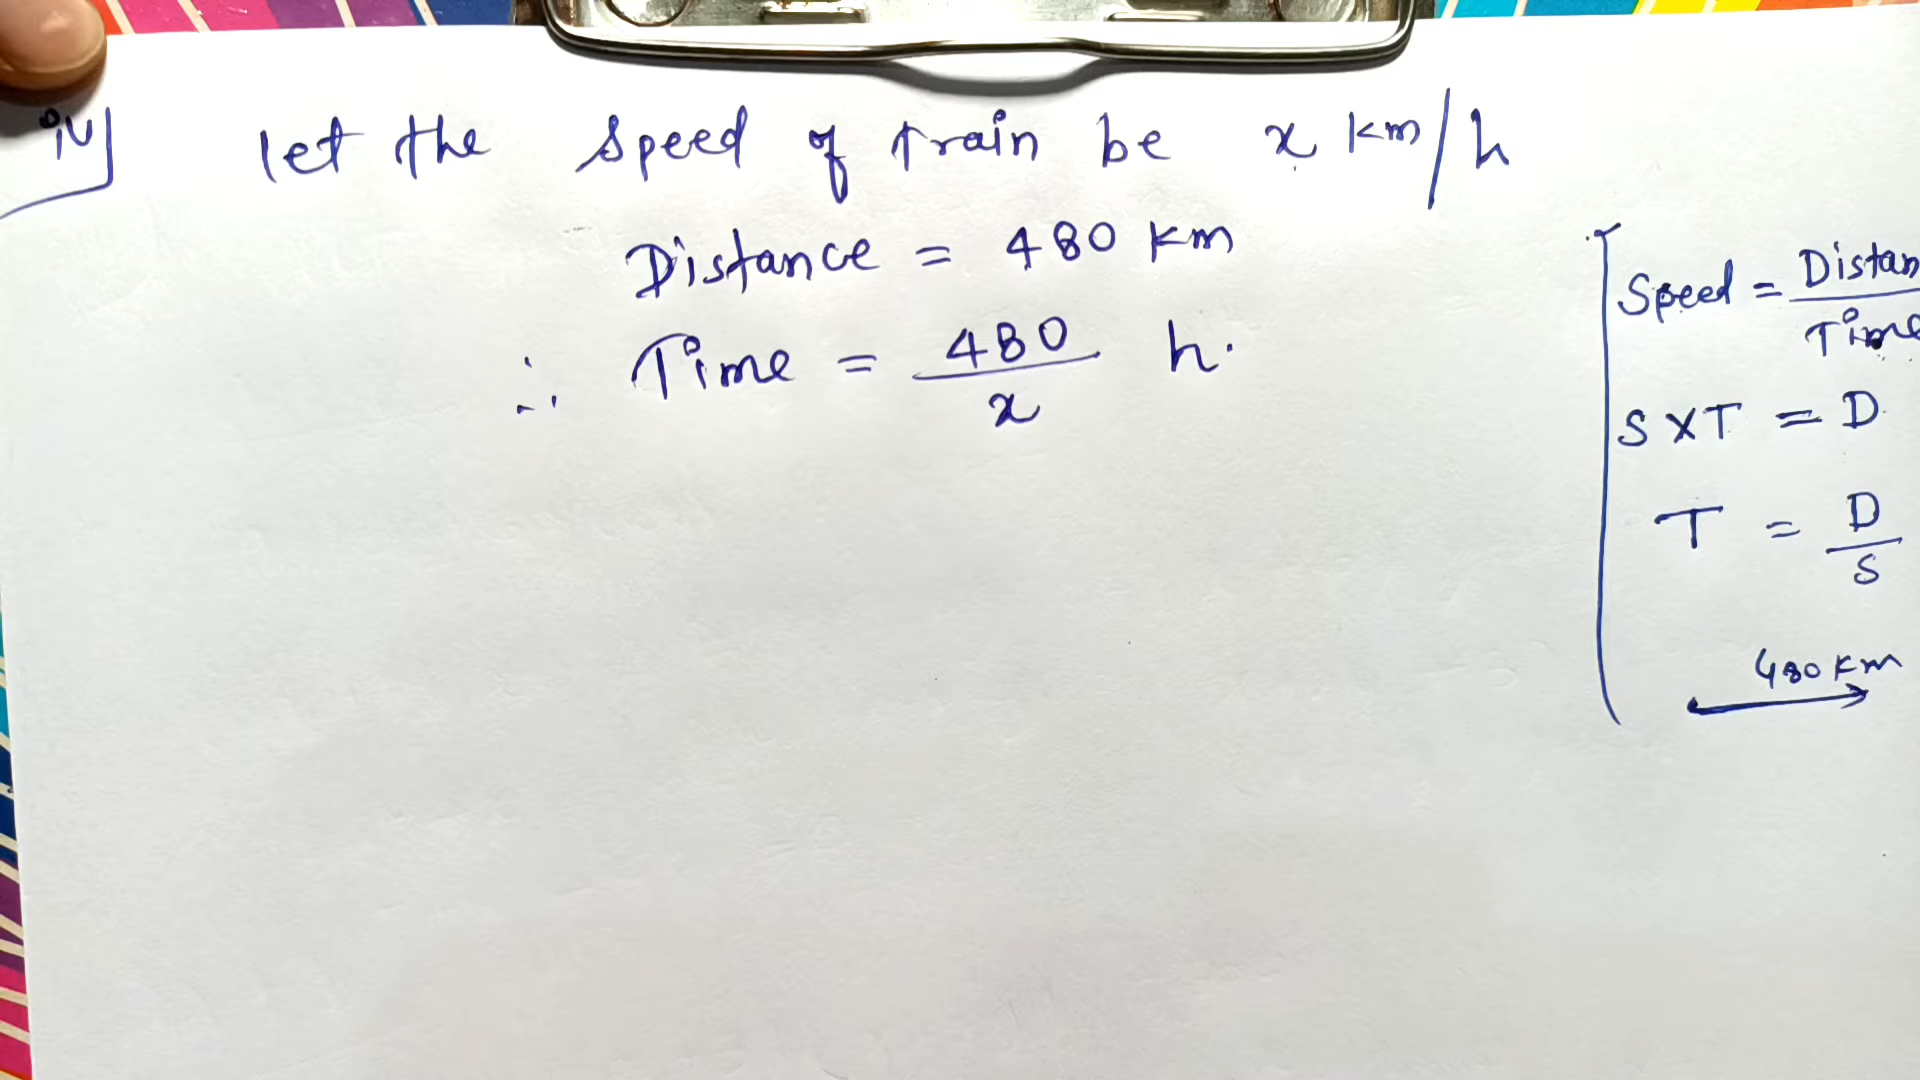 iv]
let the speed of train be x km/h
Distance = 480 km
∴ Time = 480/x h.
Speed = Distan/Time
S X T = D
T = D/S
480 km